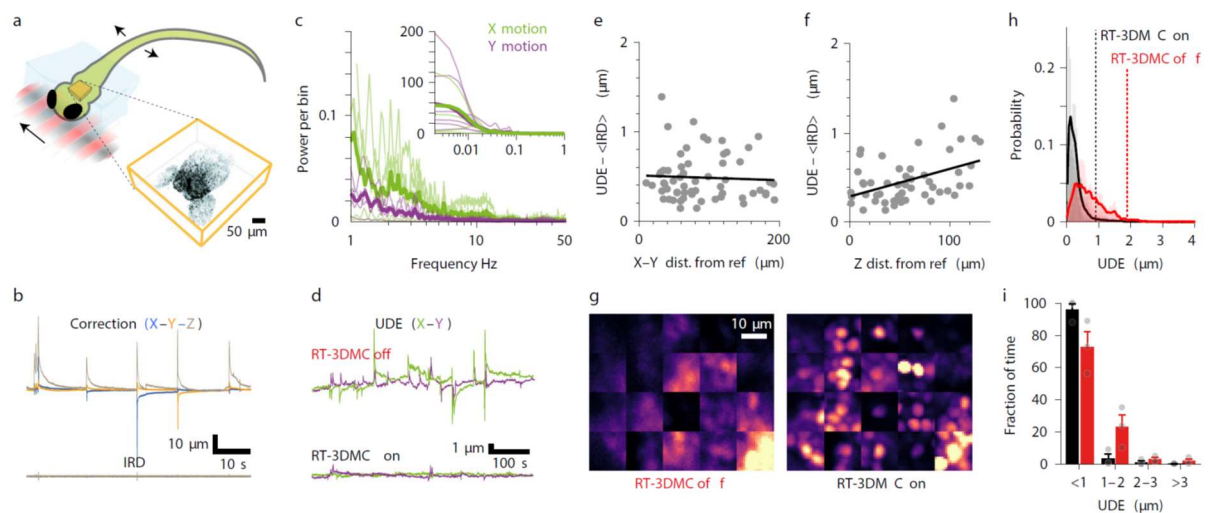 a
50 μm
b
Correction (X–Y–Z)
10 μm
10 s
IRD
c
X motion
Y motion
200
100
0
0.01
0.1
1
Power per bin
0.1
0
1
10
50
Frequency Hz
d
UDE (X–Y)
RT-3DMC off
RT-3DMC on
1 μm
100 s
e
UDE – <IRD> (μm)
2
1
0
0
100
200
X–Y dist. from ref (μm)
f
UDE – <IRD> (μm)
2
1
0
0
50
100
Z dist. from ref (μm)
g
10 μm
RT-3DMC of f
RT-3DM C on
h
RT-3DM C on
RT-3DMC of f
Probability
0.2
0.1
0
0
1
2
3
4
UDE (μm)
i
Fraction of time
100
80
60
40
20
0
<1
1–2
2–3
>3
UDE (μm)